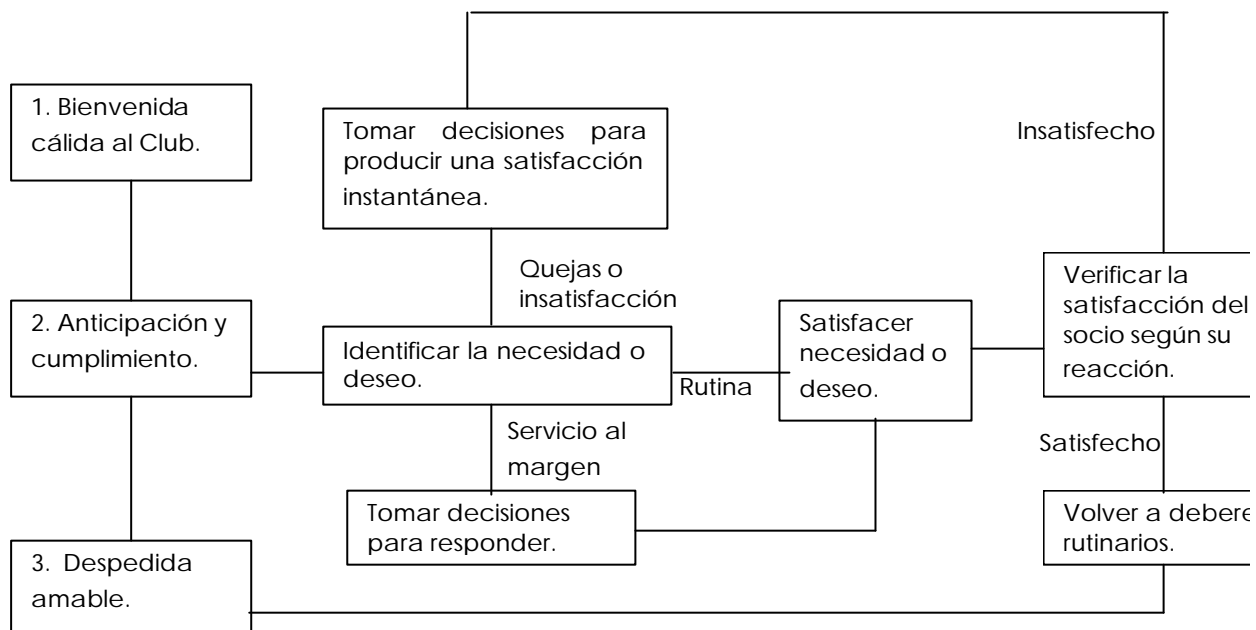 1. Bienvenida
cálida al Club.
Tomar decisiones para
producir una satisfacción
instantánea.
Insatisfecho
Quejas o
insatisfacción
Verificar la
satisfacción del
socio según su
reacción.
2. Anticipación y
cumplimiento.
Identificar la necesidad o
deseo.
Rutina
Satisfacer
necesidad o
deseo.
Servicio al
margen
Satisfecho
Tomar decisiones
para responder.
Volver a debere
rutinarios.
3. Despedida
amable.